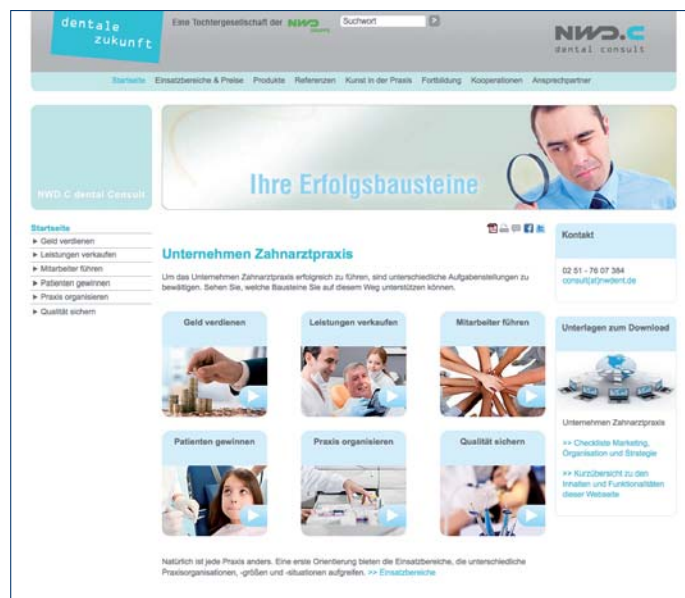 dentale
zukunft
Eine Tochtergesellschaft der NWD
Suchwort
NWD.C
dental consult
Startseite Einsatzbereiche & Preise Produkte Referenzen Kunst in der Praxis Fortbildung Kooperationen Ansprechpartner
NWD.C dental Consult
Ihre Erfolgsbausteine
Startseite
Geld verdienen
Leistungen verkaufen
Mitarbeiter führen
Patienten gewinnen
Praxis organisieren
Qualität sichern
Unternehmen Zahnarztpraxis
Um das Unternehmen Zahnarztpraxis erfolgreich zu führen, sind unterschiedliche Aufgabenstellungen zu
bewältigen. Sehen Sie, welche Bausteine Sie auf diesem Weg unterstützen können.
Geld verdienen
Leistungen verkaufen
Mitarbeiter führen
Patienten gewinnen
Praxis organisieren
Qualität sichern
Natürlich ist jede Praxis anders. Eine erste Orientierung bieten die Einsatzbereiche, die unterschiedliche
Praxisorganisationen, -größen und -situationen aufgreifen. >> Einsatzbereiche
Kontakt
02 51 - 76 07 384
consult[at]nwdent.de
Unterlagen zum Download
Unternehmen Zahnarztpraxis
>> Checkliste Marketing,
Organisation und Strategie
>> Kurzübersicht zu den
Inhalten und Funktionalitäten
dieser Webseite